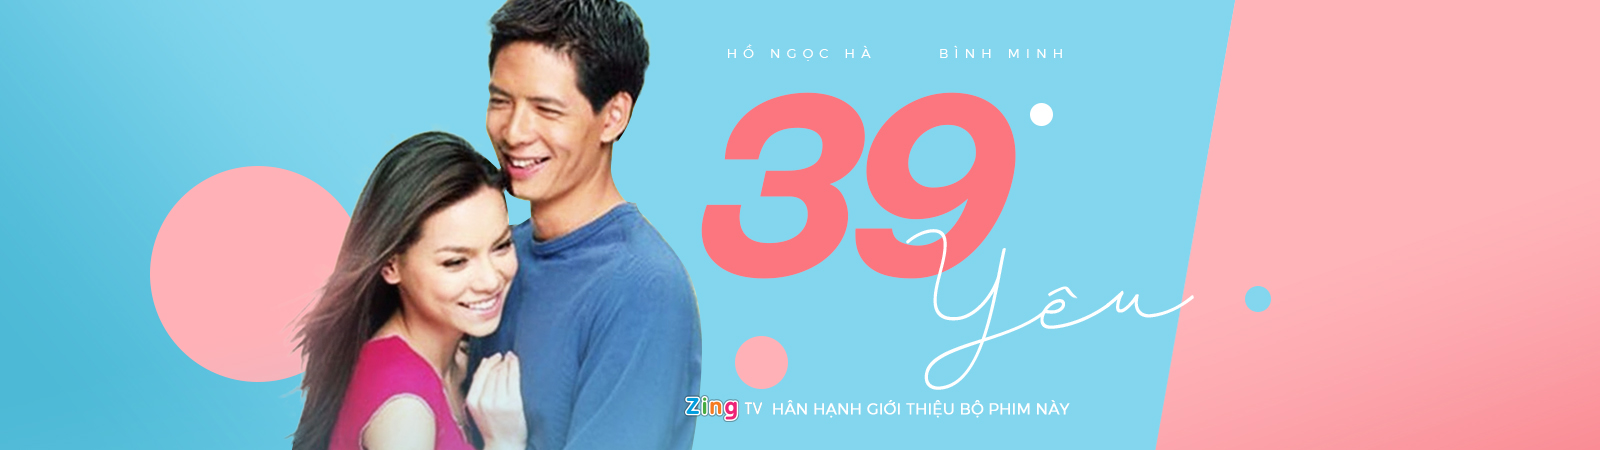 HỒ NGỌC HÀ BÌNH MINH
39
Yêu
Zing TV HÂN HẠNH GIỚI THIỆU BỘ PHIM NÀY